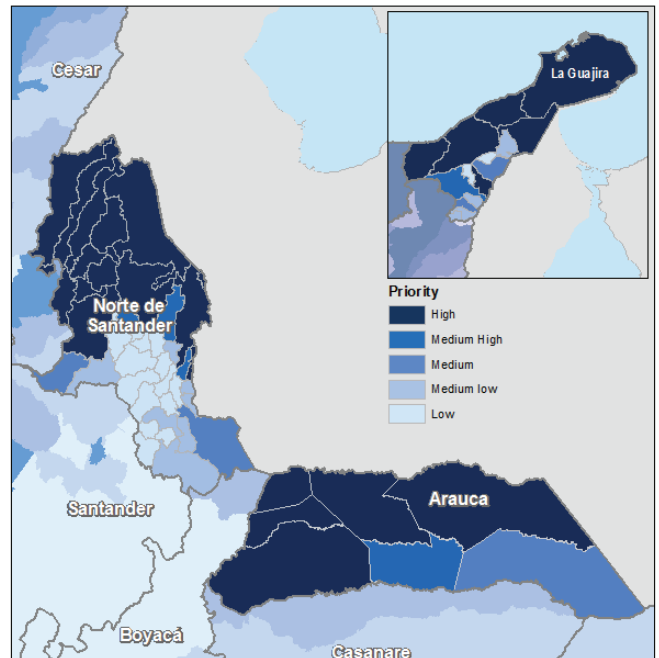 Cesar
La Guajira
Norte de
Santander
Priority
High
Medium High
Medium
Medium low
Low
Arauca
Santander
Boyacá
Casanare